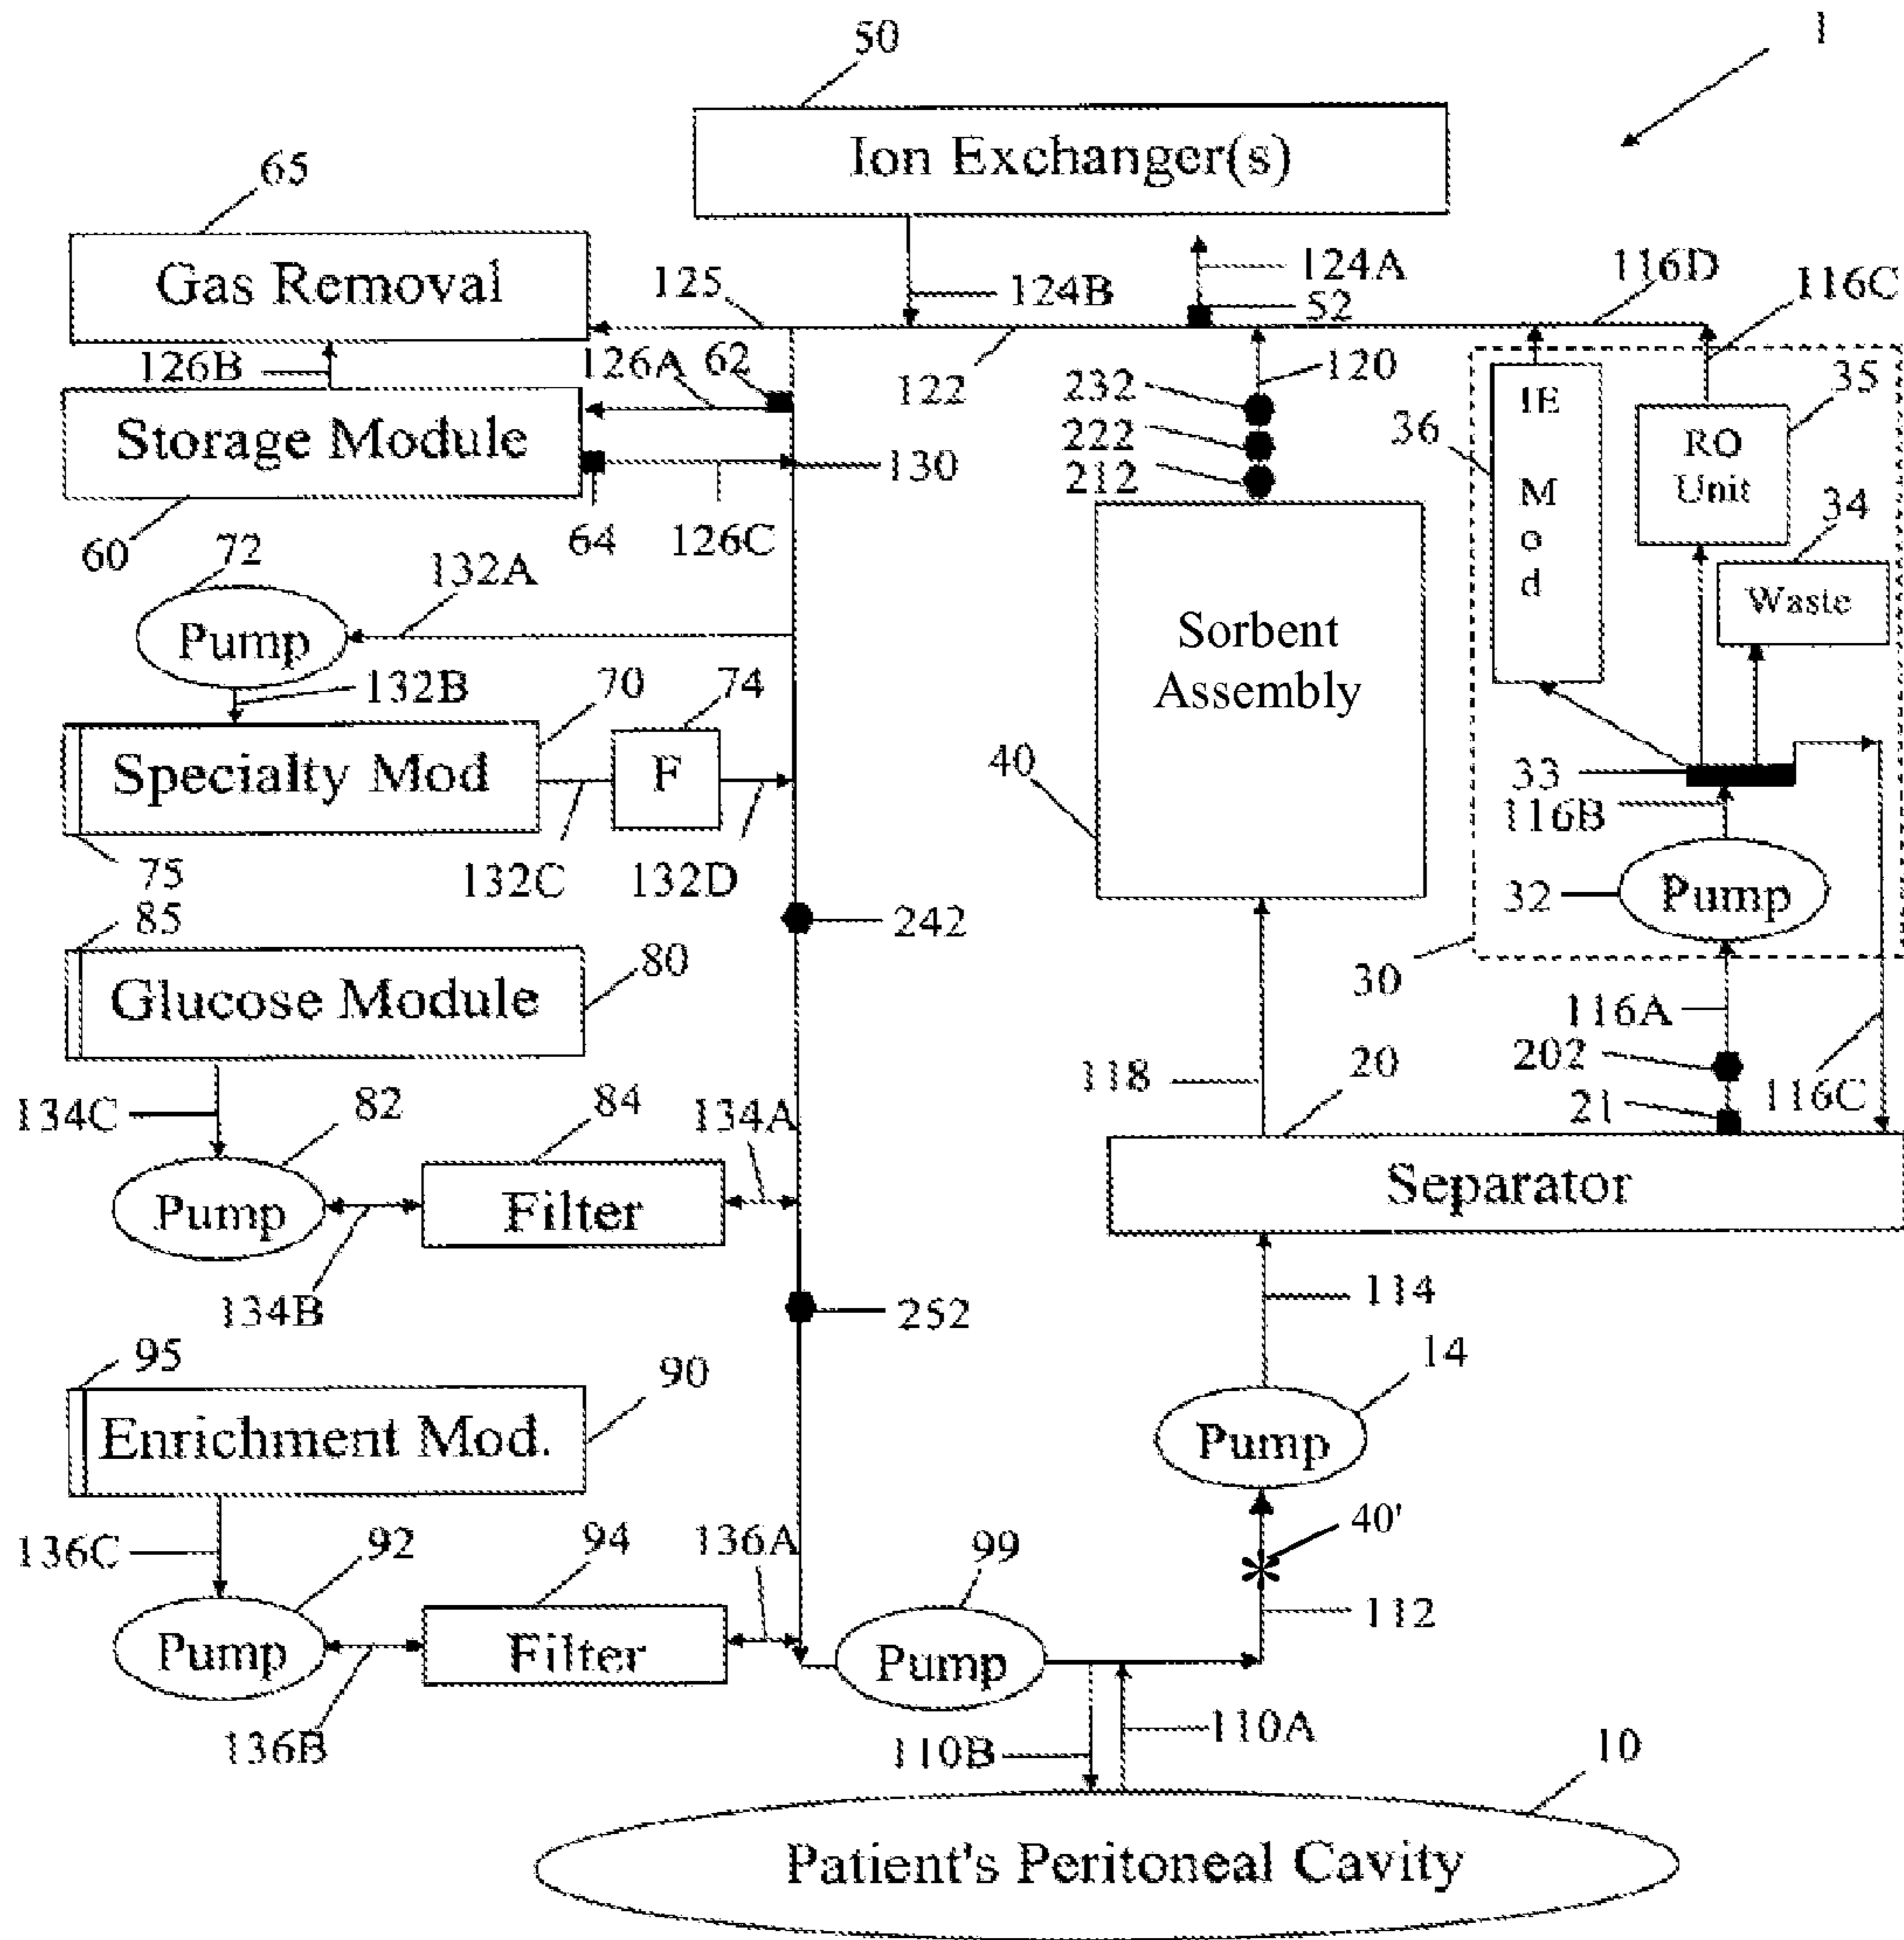 1
50
Ion Exchanger(s)
65
Gas Removal
125
124B
124A
52
116D
116C
126B
126A
62
122
120
232
222
212
36
IE
Mod
35
RO
Unit
34
Waste
Storage Module
130
60
64
126C
72
132A
Pump
132B
70
74
Specialty Mod
F
75
132C
132D
Sorbent
Assembly
40
33
116B
32
Pump
30
242
85
Glucose Module
80
116A
202
21
116C
118
20
Separator
134C
82
84
134A
Pump
Filter
134B
252
114
14
Pump
95
Enrichment Mod.
90
40'
112
136C
92
94
136A
99
Pump
Filter
Pump
136B
110B
110A
10
Patient's Peritoneal Cavity